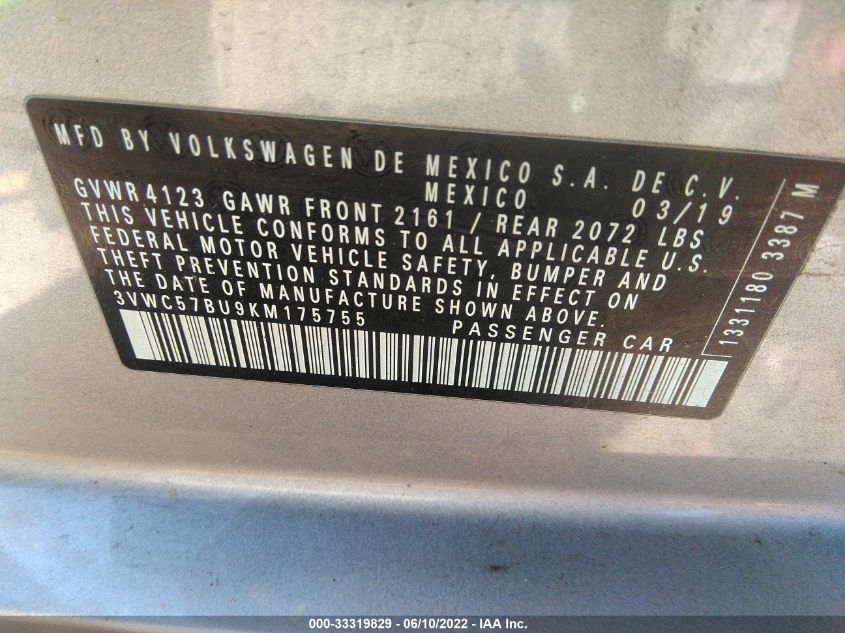 MFD BY VOLKSWAGEN DE MEXICO S.A. DE C.V.
MEXICO 03/19
GVWR 4123 GAWR FRONT 2161 / REAR 2072 LBS
THIS VEHICLE CONFORMS TO ALL APPLICABLE U.S.
FEDERAL MOTOR VEHICLE SAFETY, BUMPER AND
THEFT PREVENTION STANDARDS IN EFFECT ON
THE DATE OF MANUFACTURE SHOWN ABOVE.
3VWC57BU9KM175755 PASSENGER CAR
1331180 3387 M
000-33319829 - 06/10/2022 - IAA Inc.